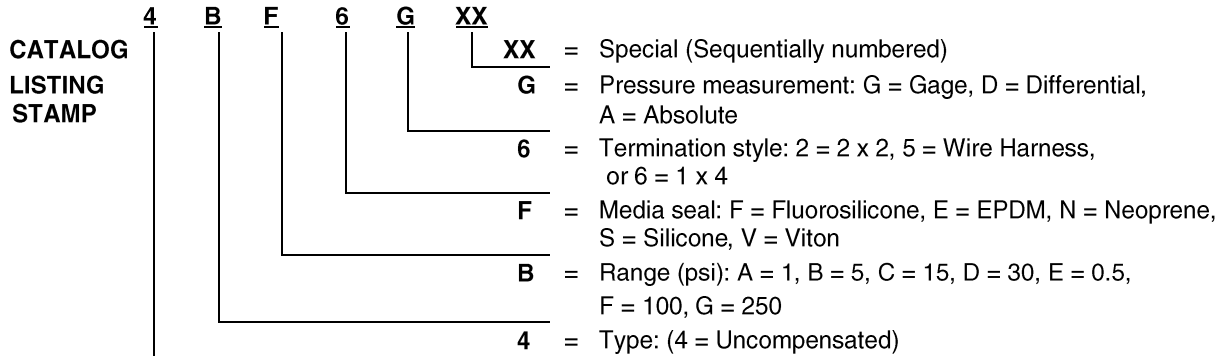 4 B F 6 G XX
CATALOG XX = Special (Sequentially numbered)
LISTING G = Pressure measurement: G = Gage, D = Differential,
STAMP A = Absolute
6 = Termination style: 2 = 2 x 2, 5 = Wire Harness,
or 6 = 1 x 4
F = Media seal: F = Fluorosilicone, E = EPDM, N = Neoprene,
S = Silicone, V = Viton
B = Range (psi): A = 1, B = 5, C = 15, D = 30, E = 0.5,
F = 100, G = 250
4 = Type: (4 = Uncompensated)